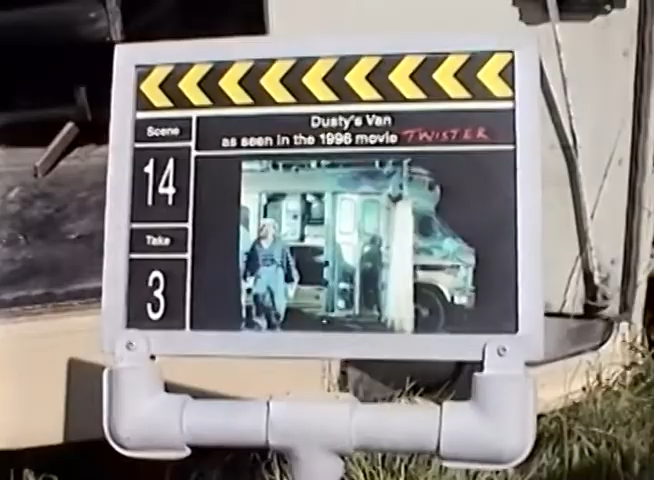 Dusty's Van
as seen in the 1996 movie TWISTER
Scene
14
Take
3